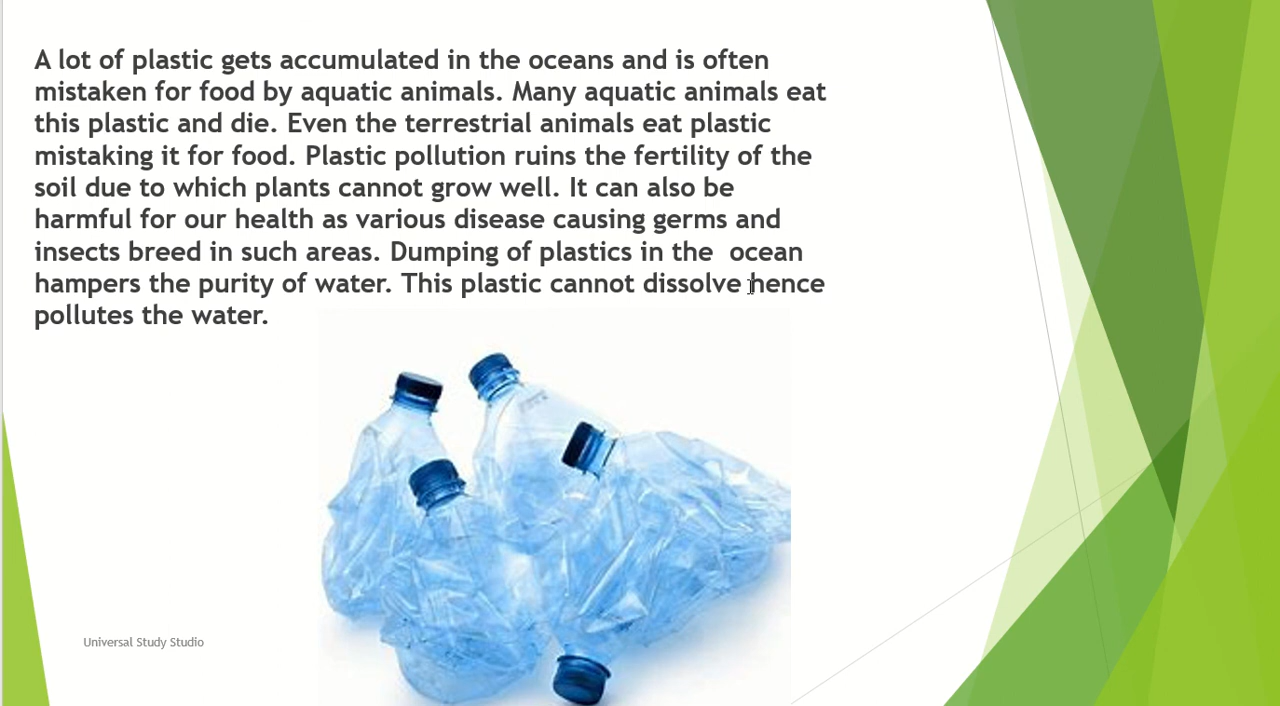 A lot of plastic gets accumulated in the oceans and is often
mistaken for food by aquatic animals. Many aquatic animals eat
this plastic and die. Even the terrestrial animals eat plastic
mistaking it for food. Plastic pollution ruins the fertility of the
soil due to which plants cannot grow well. It can also be
harmful for our health as various disease causing germs and
insects breed in such areas. Dumping of plastics in the  ocean
hampers the purity of water. This plastic cannot dissolve hence
pollutes the water.
Universal Study Studio